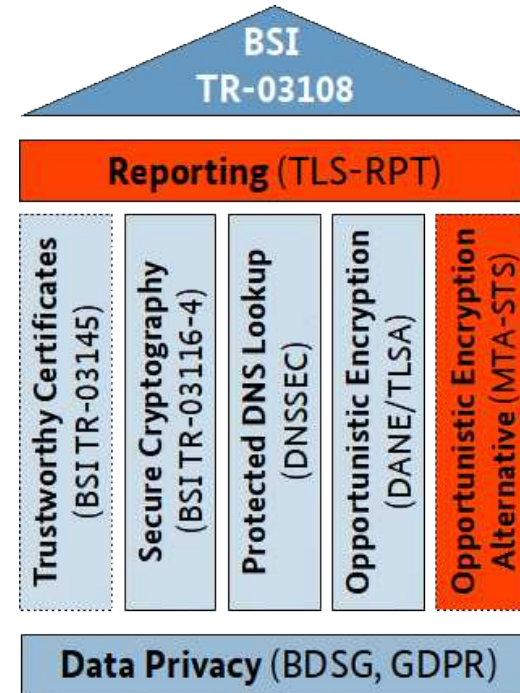 BSI
TR-03108
Reporting (TLS-RPT)
Trustworthy Certificates
(BSI TR-03145)
Secure Cryptography
(BSI TR-03116-4)
Protected DNS Lookup
(DNSSEC)
Opportunistic Encryption
(DANE/TLSA)
Opportunistic Encryption
Alternative (MTA-STS)
Data Privacy (BDSG, GDPR)